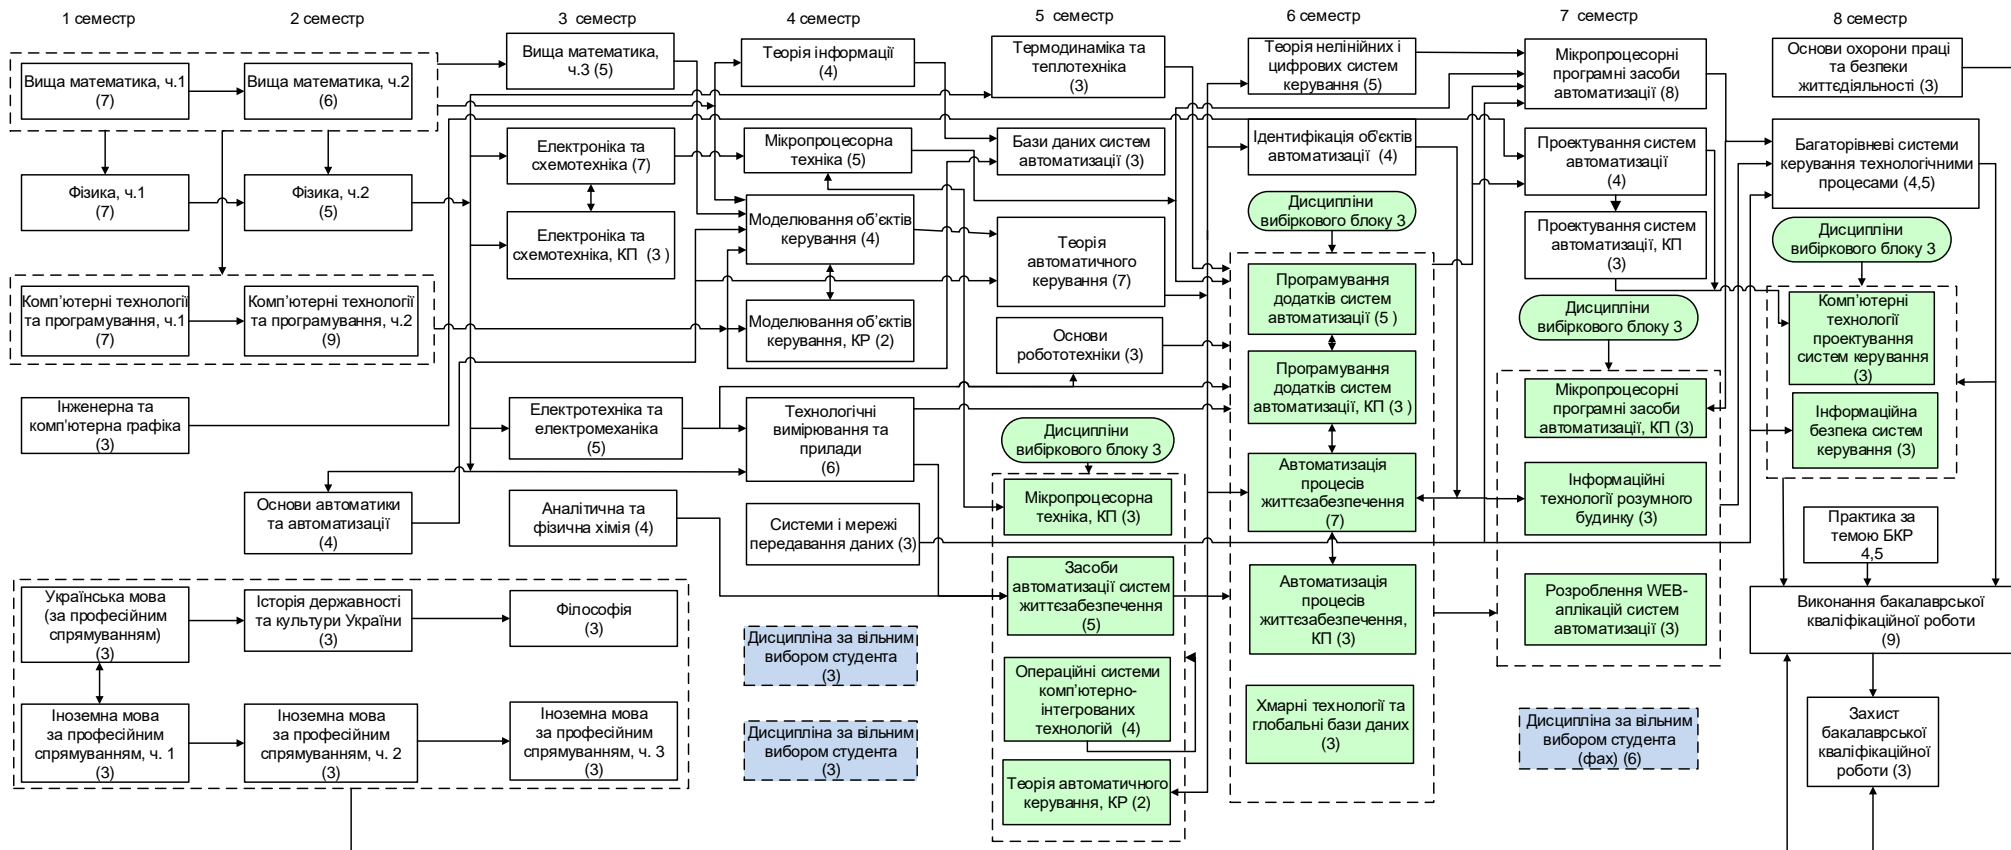 1 семестр
2 семестр
3 семестр
4 семестр
5 семестр
6 семестр
7 семестр
8 семестр
Вища математика, ч.1
(7)
Вища математика, ч.2
(6)
Фізика, ч.1
(7)
Фізика, ч.2
(5)
Комп'ютерні технології
та програмування, ч.1
(7)
Комп'ютерні технології
та програмування, ч.2
(9)
Інженерна та
комп'ютерна графіка
(3)
Основи автоматики
та автоматизації
(4)
Українська мова
(за професійним
спрямуванням)
(3)
Історія державності
та культури України
(3)
Філософія
(3)
Іноземна мова
за професійним
спрямуванням, ч. 1
(3)
Іноземна мова
за професійним
спрямуванням, ч. 2
(3)
Іноземна мова
за професійним
спрямуванням, ч. 3
(3)
Вища математика,
ч.3 (5)
Електроніка та
схемотехніка (7)
Електроніка та
схемотехніка, КП (3 )
Електротехніка та
електромеханіка
(5)
Аналітична та
фізична хімія (4)
Теорія інформації
(4)
Мікропроцесорна
техніка (5)
Моделювання об'єктів
керування (4)
Моделювання об'єктів
керування, КР (2)
Технологічні
вимірювання та
прилади
(6)
Системи і мережі
передавання даних (3)
Дисципліна за вільним
вибором студента
(3)
Дисципліна за вільним
вибором студента
(3)
Термодинаміка та
теплотехніка
(3)
Бази даних систем
автоматизації (3)
Теорія
автоматичного
керування (7)
Основи
робототехніки (3)
Дисципліни
вибіркового блоку 3
Мікропроцесорна
техніка, КП (3)
Засоби
автоматизації систем
життєзабезпечення
(5)
Операційні системи
комп'ютерно-
інтегрованих
технологій (4)
Теорія автоматичного
керування, КР (2)
Теорія нелінійних і
цифрових систем
керування (5)
Ідентифікація об'єктів
автоматизації (4)
Дисципліни
вибіркового блоку 3
Програмування
додатків систем
автоматизації (5 )
Програмування
додатків систем
автоматизації, КП (3 )
Автоматизація
процесів
життєзабезпечення
(7)
Автоматизація
процесів
життєзабезпечення,
КП (3)
Хмарні технології та
глобальні бази даних
(3)
Мікропроцесорні
програмні засоби
автоматизації (8)
Проектування систем
автоматизації
(4)
Проектування систем
автоматизації, КП
(3)
Дисципліни
вибіркового блоку 3
Мікропроцесорні
програмні засоби
автоматизації, КП (3)
Інформаційні
технології розумного
будинку (3)
Розроблення WEB-
аплікацій систем
автоматизації (3)
Дисципліна за вільним
вибором студента
(фах) (6)
Основи охорони праці
та безпеки
життєдіяльності (3)
Багаторівневі системи
керування технологічними
процесами (4,5)
Дисципліни
вибіркового блоку 3
Комп'ютерні
технології
проектування
систем керування
(3)
Інформаційна
безпека систем
керування (3)
Практика за
темою БКР
4,5
Виконання бакалаврської
кваліфікаційної роботи
(9)
Захист
бакалаврської
кваліфікаційної
роботи (3)